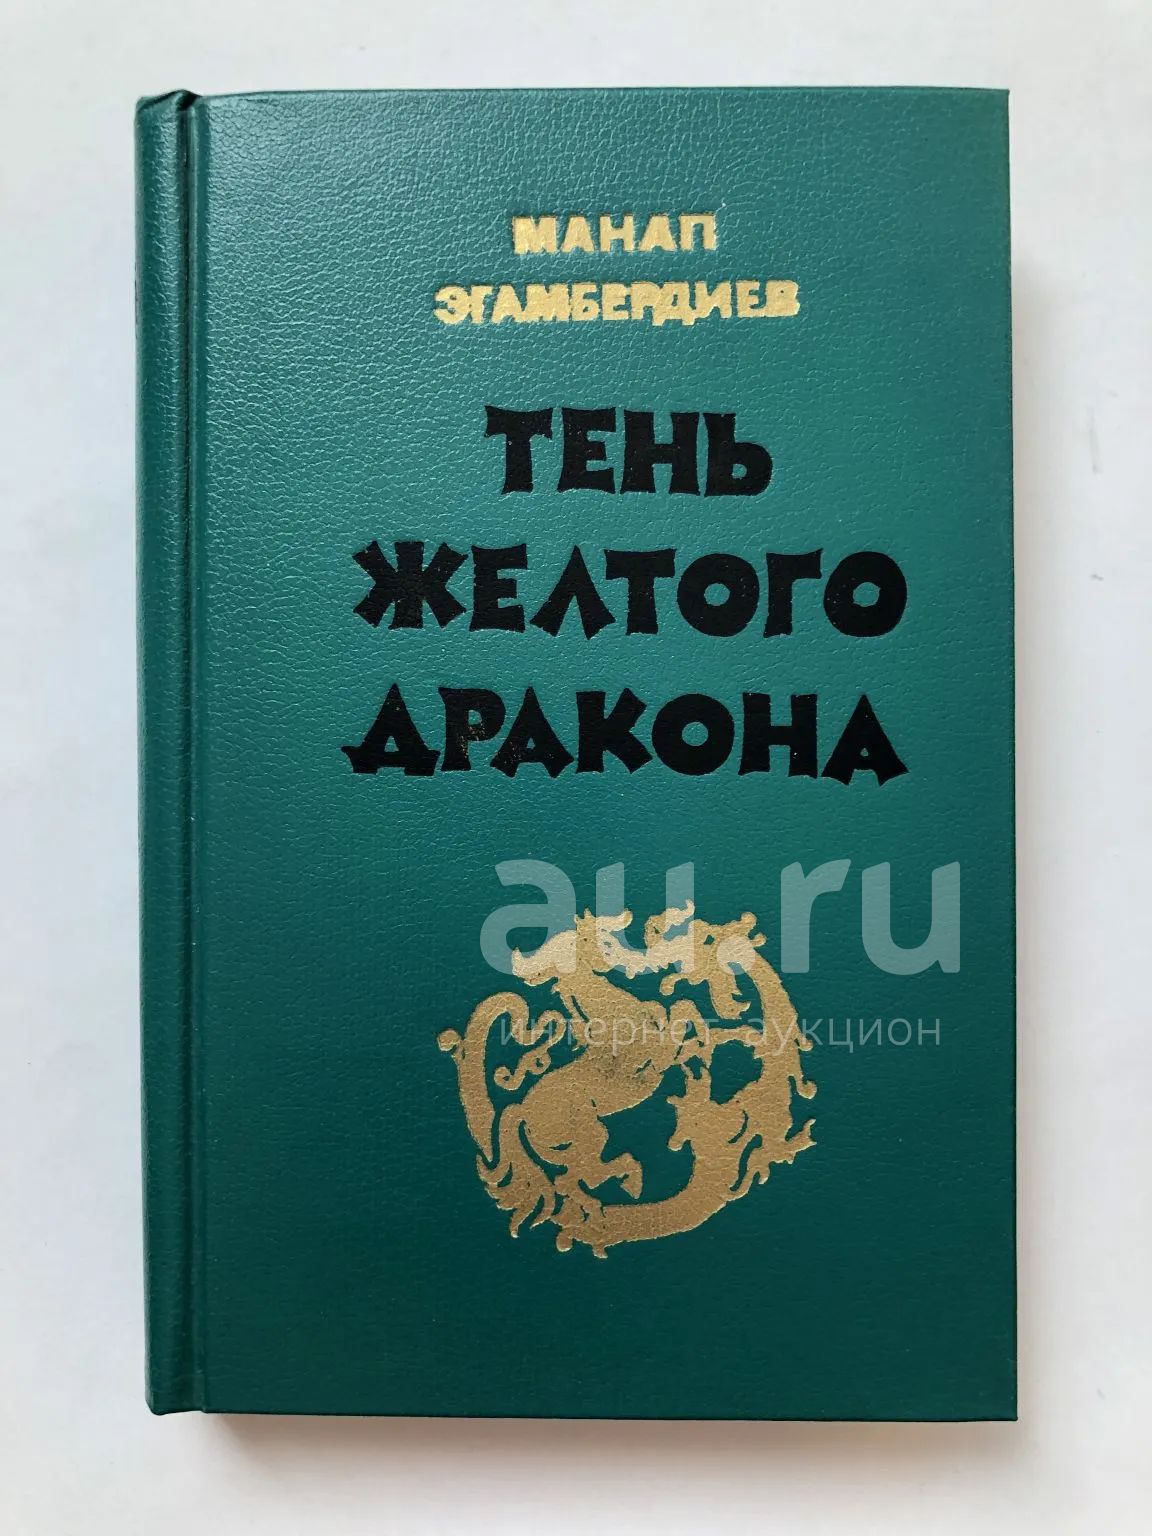 МАНАП
ЭГАМБЕРДИЕВ
ТЕНЬ
ЖЕЛТОГО
ДРАКОНА
au.ru
интернет аукцион